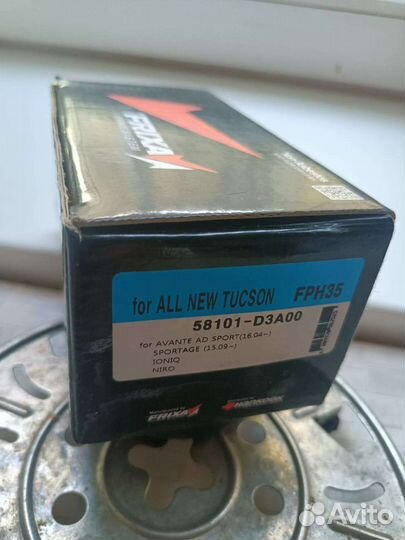 FRIXA
for ALL NEW TUCSON FPH35
58101-D3A00
for AVANTE AD SPORT(16.04~)
SPORTAGE (15.09~)
IONIQ
NIRO
FRIXA HANKOOK
Avito